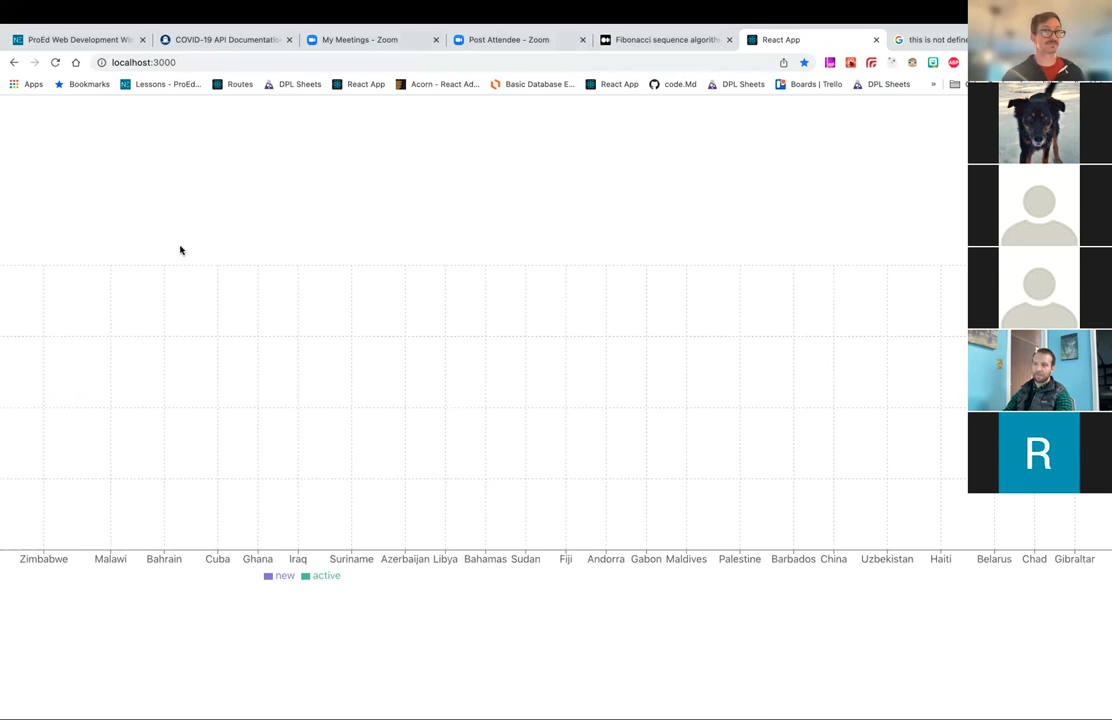 ProEd Web Development Wi
COVID-19 API Documentatio
My Meetings - Zoom
Post Attendee - Zoom
Fibonacci sequence algorith
React App
this is not define
localhost:3000
Apps
Bookmarks
Lessons - ProEd...
Routes
DPL Sheets
React App
Acorn - React Ad...
Basic Database E...
React App
code.Md
DPL Sheets
Boards | Trello
DPL Sheets
»
ABP
R
Zimbabwe Malawi Bahrain Cuba Ghana Iraq Suriname Azerbaijan Libya Bahamas Sudan Fiji Andorra Gabon Maldives Palestine Barbados China Uzbekistan Haiti Belarus Chad Gibraltar
new active